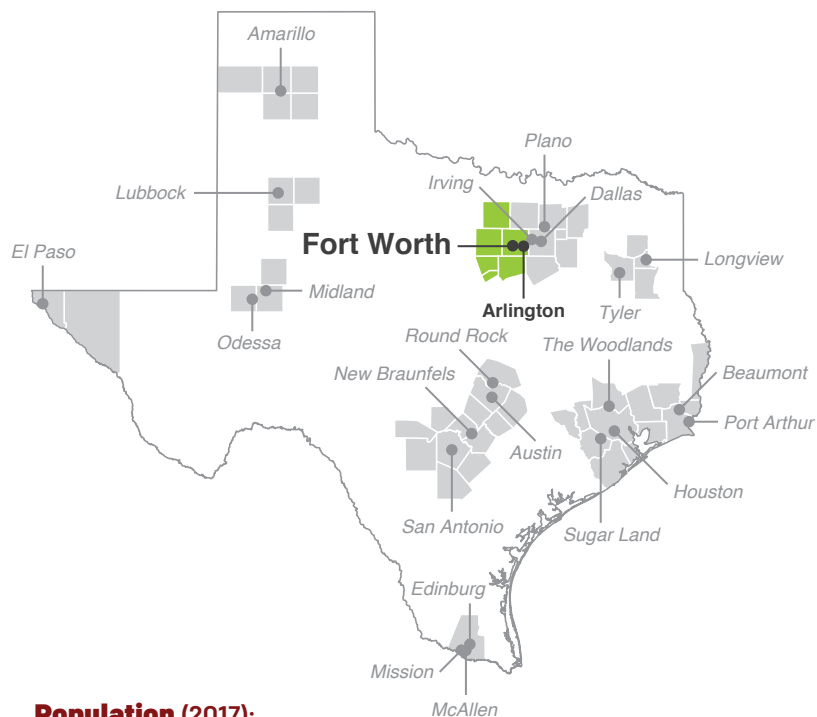 Amarillo
Plano
Irving
Dallas
Lubbock
Fort Worth
El Paso
Longview
Midland
Arlington
Tyler
Odessa
Round Rock
The Woodlands
New Braunfels
Beaumont
Port Arthur
Austin
Houston
San Antonio
Sugar Land
Edinburg
Mission
McAllen
Population (2017):